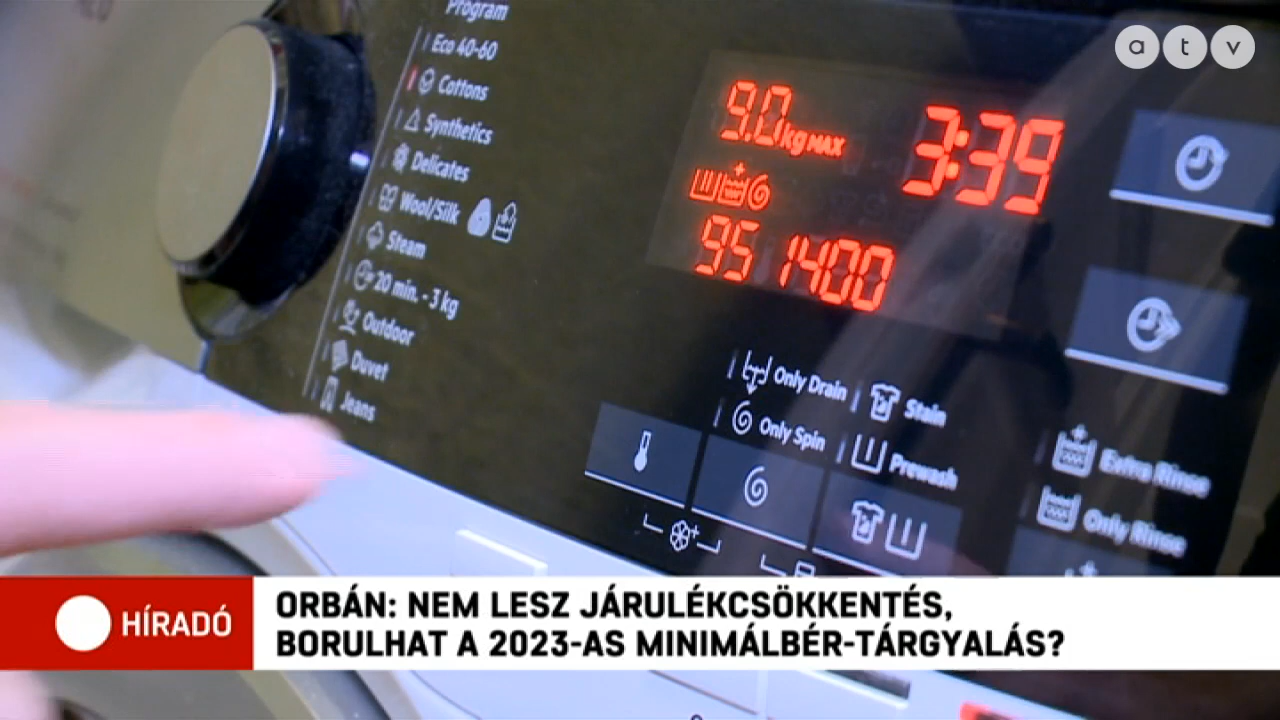 Program
atv
Eco 40-60
Cottons
Synthetics
Delicates
Wool/Silk
Steam
20 min. - 3 kg
Outdoor
Duvet
Jeans
9.0 kg MAX
3:39
95 1400
Only Drain
Stain
Only Spin
Prewash
Extra Rinse
Only Rinse
HÍRADÓ
ORBÁN: NEM LESZ JÁRULÉKCSÖKKENTÉS,
BORULHAT A 2023-AS MINIMÁLBÉR-TÁRGYALÁS?